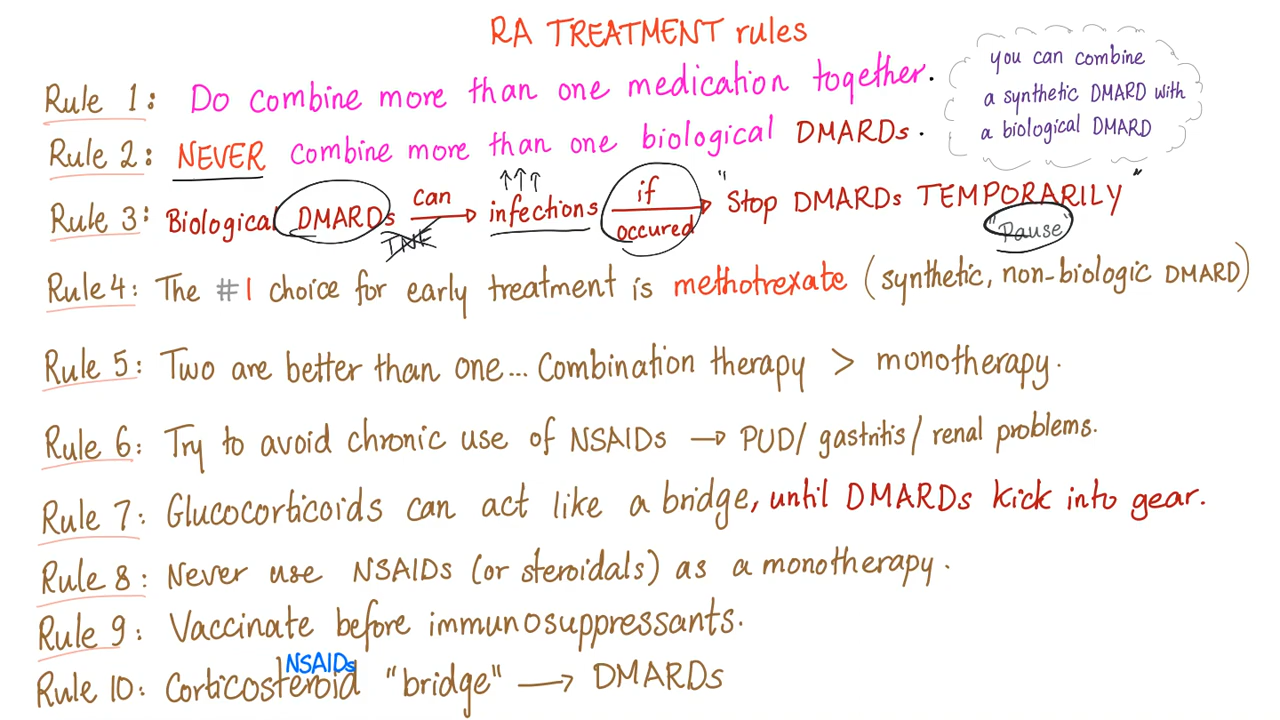 RA TREATMENT rules
you can combine
a synthetic DMARD with
a biological DMARD
Rule 1: Do combine more than one medication together.
Rule 2: NEVER combine more than one biological DMARDs.
Rule 3: Biological DMARDs can → ↑↑↑ infections if occured → "Stop DMARDs TEMPORARILY"
"Pause"
Rule 4: The #1 choice for early treatment is methotrexate (synthetic, non-biologic DMARD)
Rule 5: Two are better than one... Combination therapy > monotherapy.
Rule 6: Try to avoid chronic use of NSAIDs → PUD/ gastritis/ renal problems.
Rule 7: Glucocorticoids can act like a bridge, until DMARDs kick into gear.
Rule 8: Never use NSAIDs (or steroidals) as a monotherapy.
Rule 9: Vaccinate before immunosuppressants.
NSAIDs
Rule 10: Corticosteroid "bridge" → DMARDs